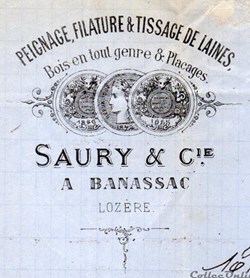 PEIGNAGE, FILATURE & TISSAGE DE LAINES,
Bois en tout genre & Placages.
SAURY & CIE
A BANASSAC
LOZÈRE.